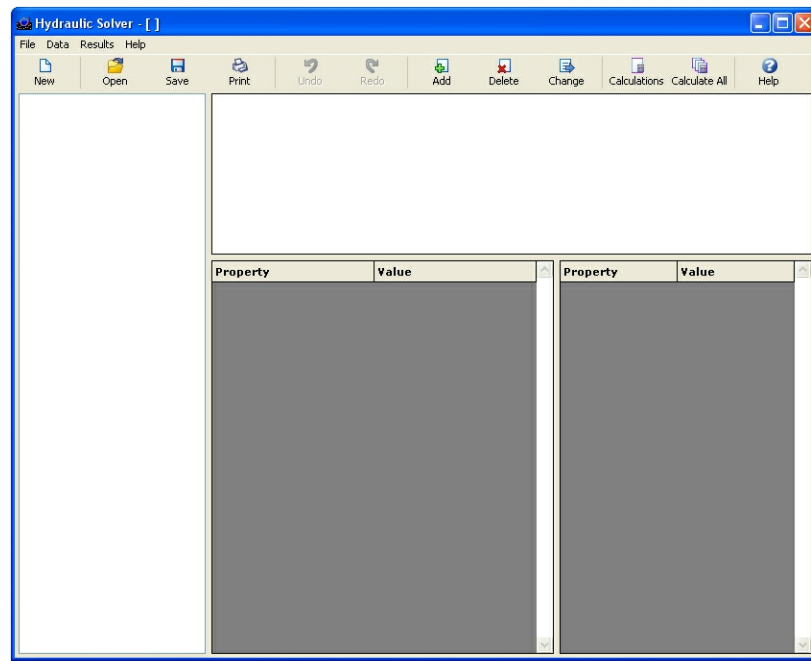 Hydraulic Solver - [ ]
File Data Results Help
New Open Save Print Undo Redo Add Delete Change Calculations Calculate All Help
Property Value Property Value